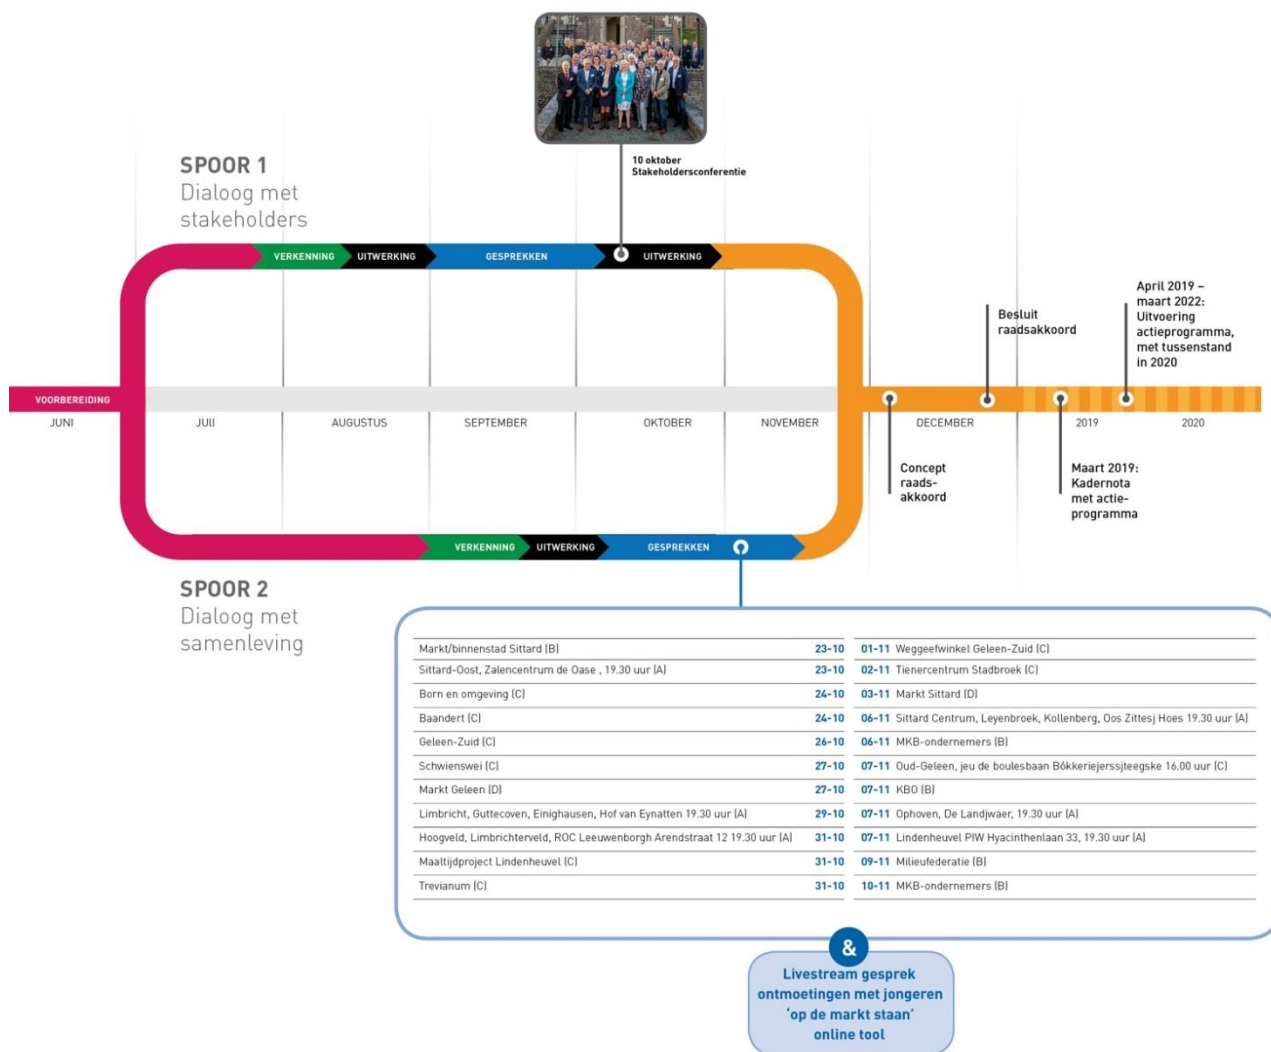 10 oktober
Stakeholdersconferentie
SPOOR 1
Dialoog met
stakeholders
VERKENNING
UITWERKING
GESPREKKEN
UITWERKING
Besluit
raadsakkoord
April 2019 –
maart 2022:
Uitvoering
actieprogramma,
met tussenstand
in 2020
VOORBEREIDING
JUNI
JULI
AUGUSTUS
SEPTEMBER
OKTOBER
NOVEMBER
DECEMBER
2019
2020
Concept
raads-
akkoord
Maart 2019:
Kadernota
met actie-
programma
VERKENNING
UITWERKING
GESPREKKEN
SPOOR 2
Dialoog met
samenleving
Markt/binnenstad Sittard (B) 23-10
Sittard-Oost, Zalencentrum de Oase , 19.30 uur (A) 23-10
Born en omgeving (C) 24-10
Baandert (C) 24-10
Geleen-Zuid (C) 26-10
Schwienswei (C) 27-10
Markt Geleen (D) 27-10
Limbricht, Guttecoven, Einighausen, Hof van Eynatten 19.30 uur (A) 29-10
Hoogveld, Limbrichterveld, ROC Leeuwenborgh Arendstraat 12 19.30 uur (A) 31-10
Maaltijdproject Lindenheuvel (C) 31-10
Trevianum (C) 31-10
01-11 Weggeefwinkel Geleen-Zuid (C)
02-11 Tienercentrum Stadbroek (C)
03-11 Markt Sittard (D)
06-11 Sittard Centrum, Leyenbroek, Kollenberg, Oos Zittesj Hoes 19.30 uur (A)
06-11 MKB-ondernemers (B)
07-11 Oud-Geleen, jeu de boulesbaan Bókkeriejerssjteegske 16.00 uur (C)
07-11 KBO (B)
07-11 Ophoven, De Landjwaer, 19.30 uur (A)
07-11 Lindenheuvel PIW Hyacinthenlaan 33, 19.30 uur (A)
09-11 Milieufederatie (B)
10-11 MKB-ondernemers (B)
&
Livestream gesprek
ontmoetingen met jongeren
‘op de markt staan’
online tool